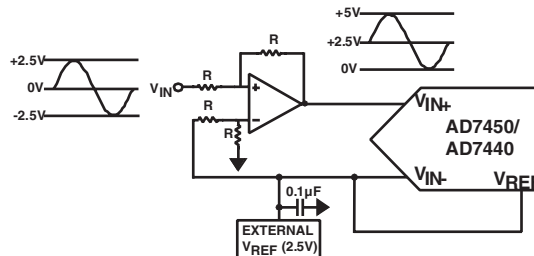 +5V
+2.5V
0V
+2.5V
0V
-2.5V
R
VIN
R
+
R
-
R
VIN+
AD7450/
AD7440
VIN-
VREF
0.1µF
EXTERNAL
VREF (2.5V)